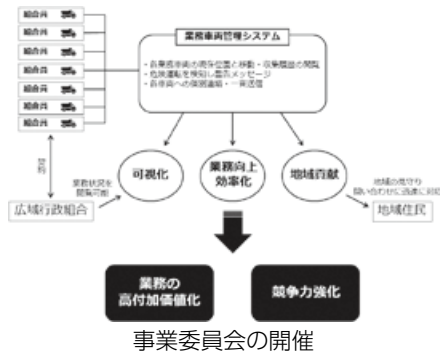 組合員
組合員
組合員
組合員
組合員
組合員
組合員
業務車両管理システム
・各業務車両の現在位置と移動・収集履歴の閲覧
・危険運転を検知し警告メッセージ
・各車両への個別連絡・一斉送信
契約
業務状況を
閲覧可能
可視化
業務向上
効率化
地域貢献
地域の見守り
問い合わせに迅速に対応
広域行政組合
地域住民
業務の
高付加価値化
競争力強化
事業委員会の開催